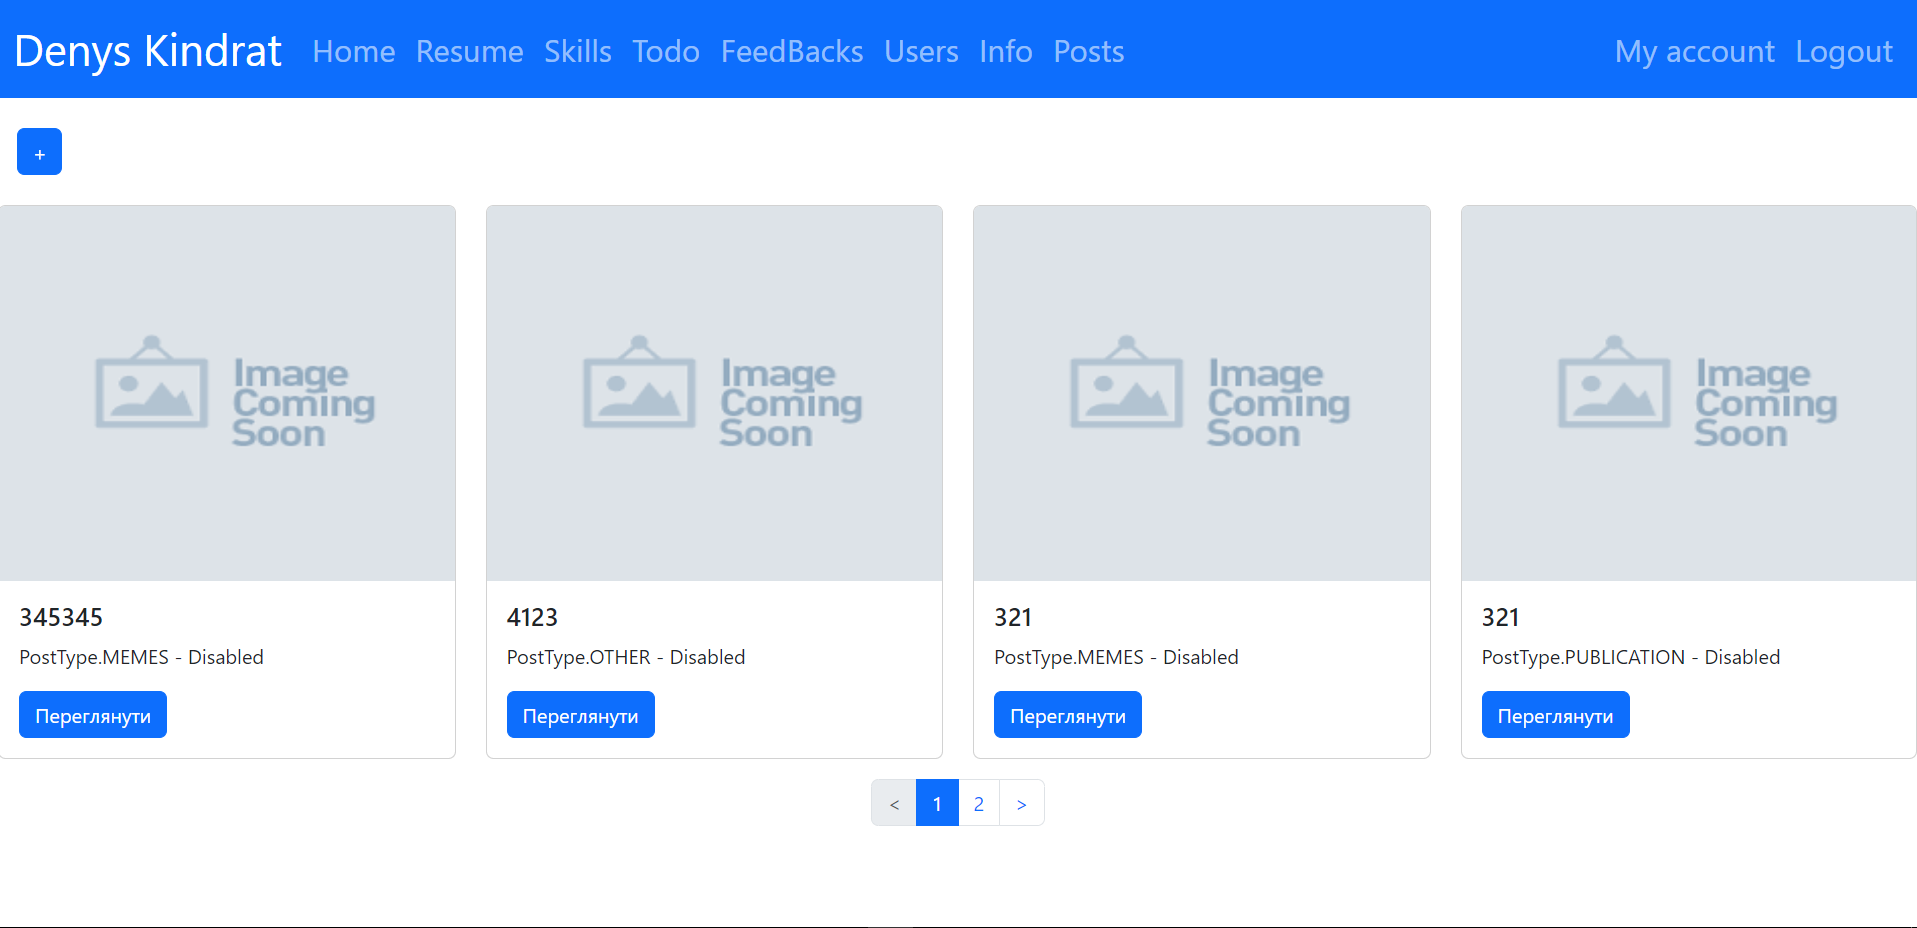 Denys Kindrat Home Resume Skills Todo FeedBacks Users Info Posts My account Logout
+
Image
Coming
Soon
Image
Coming
Soon
Image
Coming
Soon
Image
Coming
Soon
345345
PostType.MEMES - Disabled
Переглянути
4123
PostType.OTHER - Disabled
Переглянути
321
PostType.MEMES - Disabled
Переглянути
321
PostType.PUBLICATION - Disabled
Переглянути
< 1 2 >